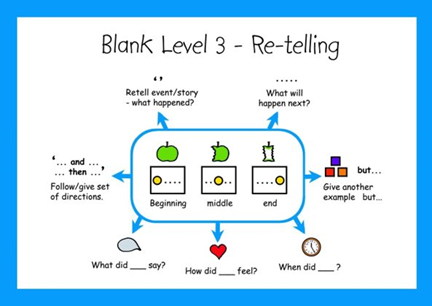 Blank Level 3 - Re-telling
‘ ’
Retell event/story
- what happened?
.....
What will
happen next?
‘... and ...
... then ...’
Follow/give set
of directions.
Beginning
middle
end
but...
Give another
example but...
What did ___ say?
How did ___ feel?
When did ___ ?